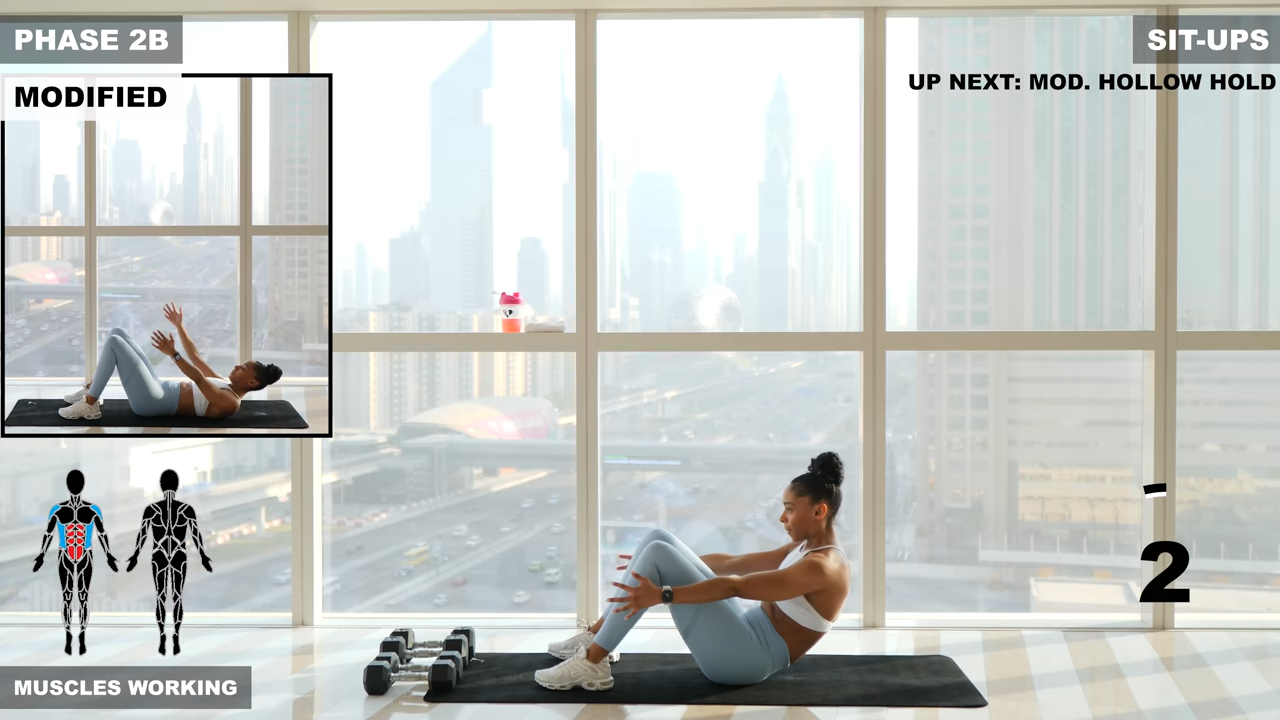 PHASE 2B
SIT-UPS
MODIFIED
UP NEXT: MOD. HOLLOW HOLD
2
MUSCLES WORKING